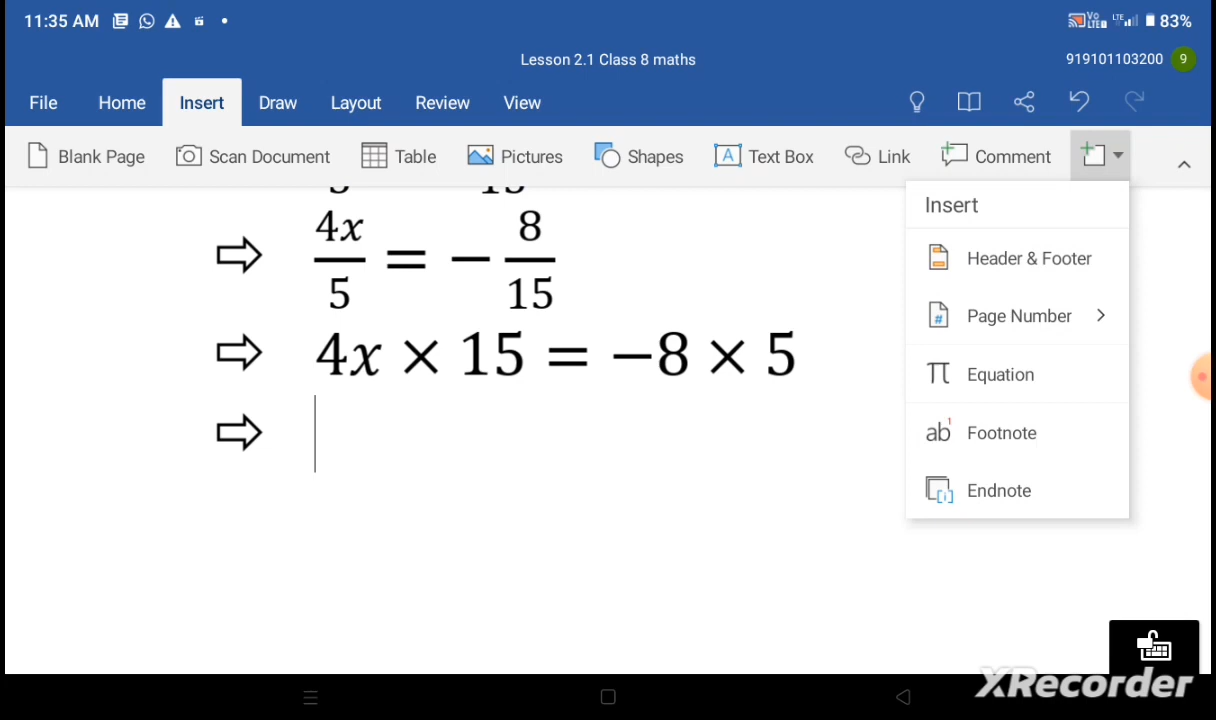 11:35 AM 83%
Lesson 2.1 Class 8 maths 919101103200 9
File Home Insert Draw Layout Review View
Blank Page Scan Document Table Pictures Shapes Text Box Link Comment
Insert
Header & Footer
Page Number
Equation
Footnote
Endnote
⇨ 4x/5 = −8/15
⇨ 4x × 15 = −8 × 5
⇨
XRecorder